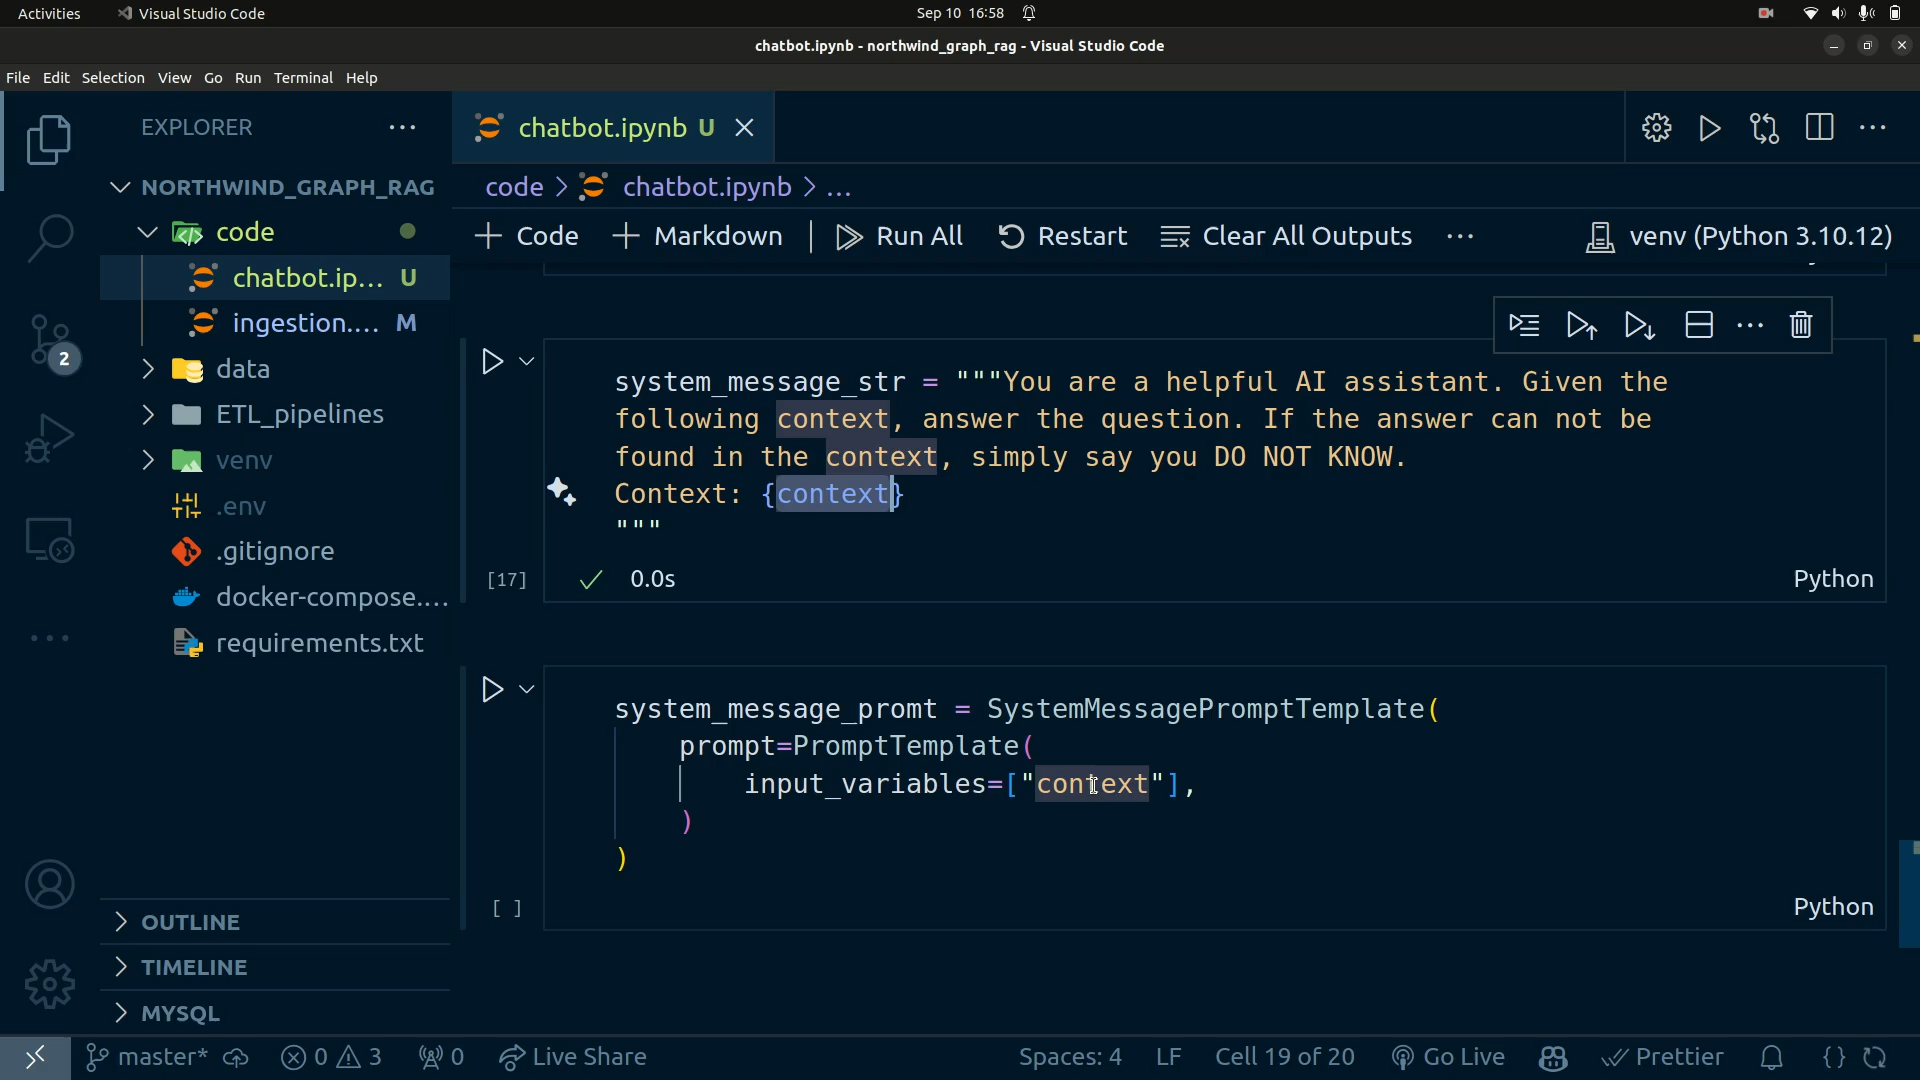 Activities Visual Studio Code Sep 10 16:58
chatbot.ipynb - northwind_graph_rag - Visual Studio Code
File Edit Selection View Go Run Terminal Help
EXPLORER ...
chatbot.ipynb U
NORTHWIND_GRAPH_RAG
code > chatbot.ipynb > ...
code
+ Code + Markdown Run All Restart Clear All Outputs ... venv (Python 3.10.12)
chatbot.ip... U
ingestion.... M
data
ETL_pipelines
venv
.env
.gitignore
docker-compose....
requirements.txt
2
system_message_str = """You are a helpful AI assistant. Given the
following context, answer the question. If the answer can not be
found in the context, simply say you DO NOT KNOW.
Context: {context}
"""
[17] 0.0s Python
system_message_promt = SystemMessagePromptTemplate(
prompt=PromptTemplate(
input_variables=["context"],
)
)
[ ] Python
OUTLINE
TIMELINE
MYSQL
master* 0 3 0 Live Share Spaces: 4 LF Cell 19 of 20 Go Live Prettier {}